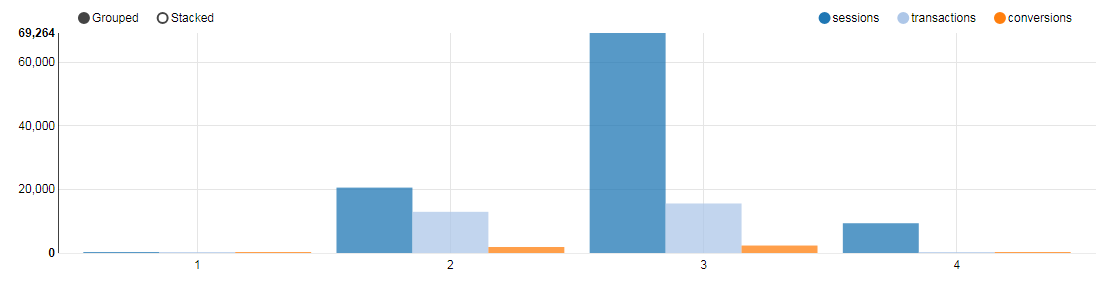 Grouped Stacked sessions transactions conversions
69,264
60,000
40,000
20,000
0
1 2 3 4